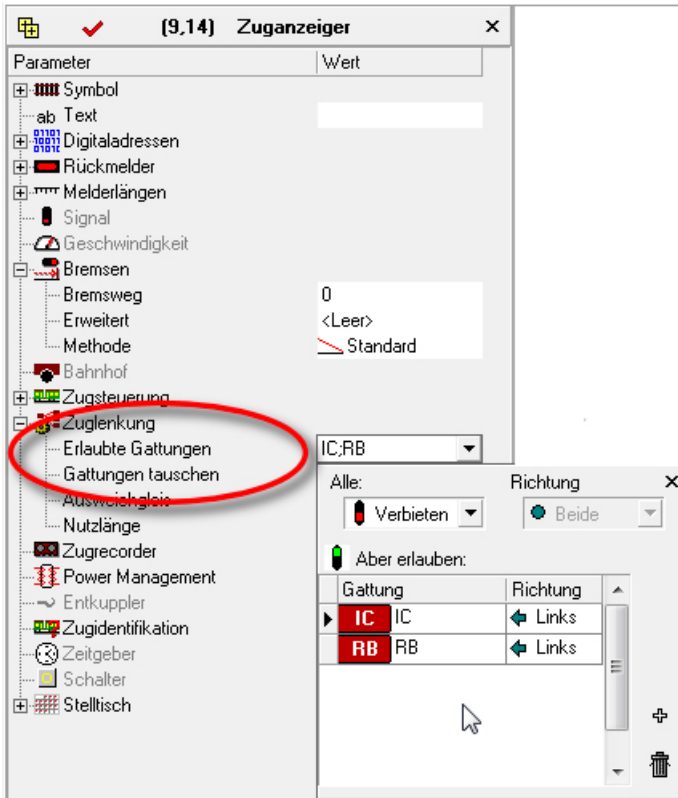 (9,14) Zuganzeiger
Parameter Wert
Symbol
ab Text
Digitaladressen
Rückmelder
Melderlängen
Signal
Geschwindigkeit
Bremsen
Bremsweg 0
Erweitert <Leer>
Methode Standard
Bahnhof
Zugsteuerung
Zuglenkung
Erlaubte Gattungen IC;RB
Gattungen tauschen
Ausweichgleis
Nutzlänge
Zugrecorder
Power Management
Entkuppler
Zugidentifikation
Zeitgeber
Schalter
Stelltisch
Alle: Richtung
Verbieten Beide
Aber erlauben:
Gattung Richtung
IC IC Links
RB RB Links